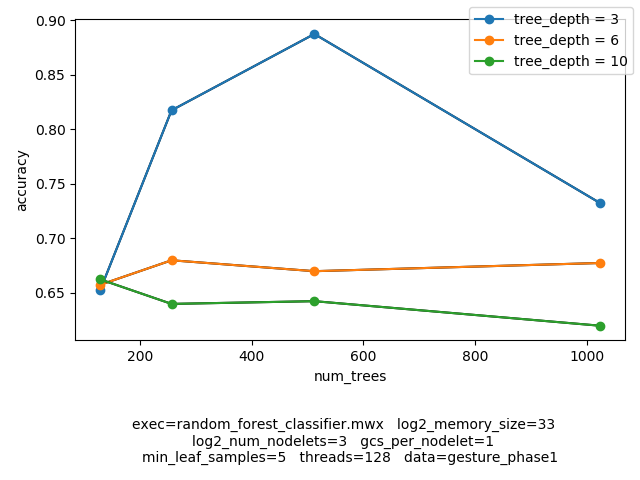 tree_depth = 3
tree_depth = 6
tree_depth = 10
accuracy
0.90
0.85
0.80
0.75
0.70
0.65
200 400 600 800 1000
num_trees
exec=random_forest_classifier.mwx log2_memory_size=33
log2_num_nodelets=3 gcs_per_nodelet=1
min_leaf_samples=5 threads=128 data=gesture_phase1